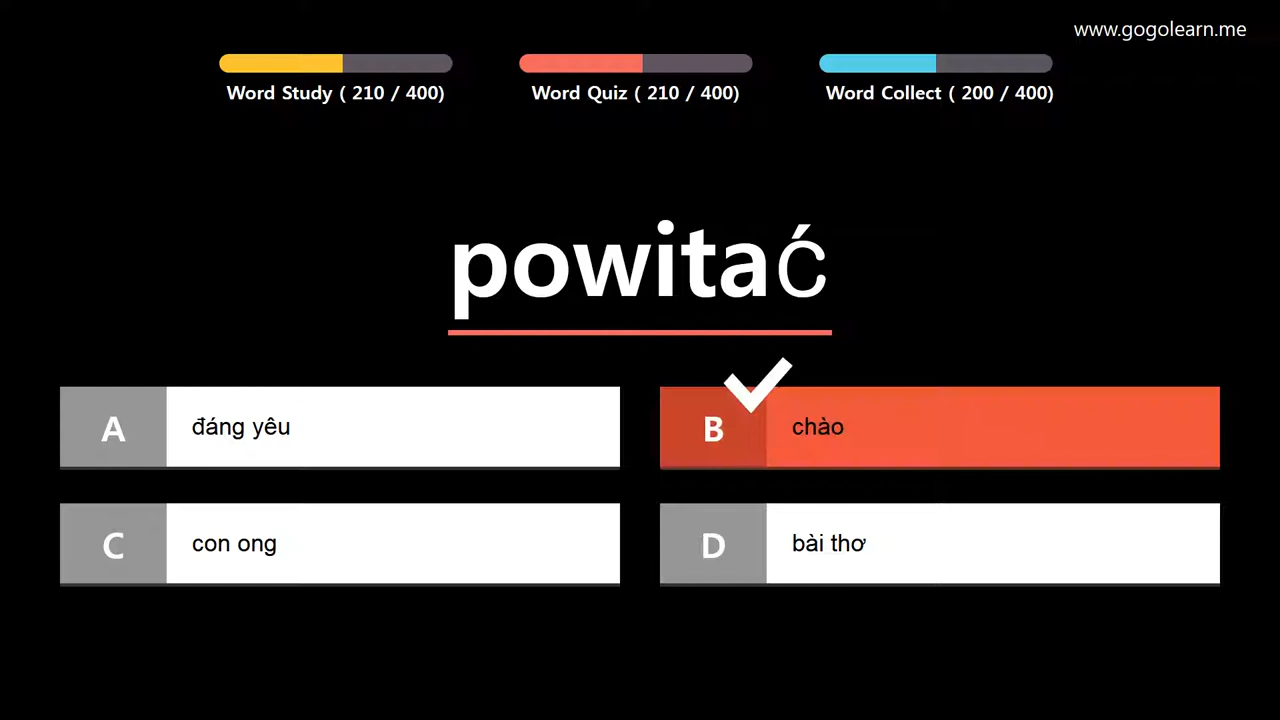 www.gogolearn.me
Word Study ( 210 / 400)
Word Quiz ( 210 / 400)
Word Collect ( 200 / 400)
powitać
A đáng yêu
B chào
C con ong
D bài thơ